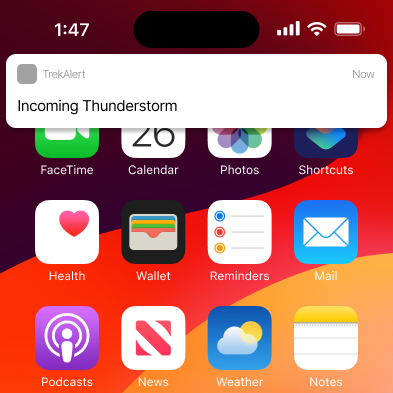 1:47
TrekAlert
Now
Incoming Thunderstorm
26
FaceTime
Calendar
Photos
Shortcuts
Health
Wallet
Reminders
Mail
Podcasts
News
Weather
Notes